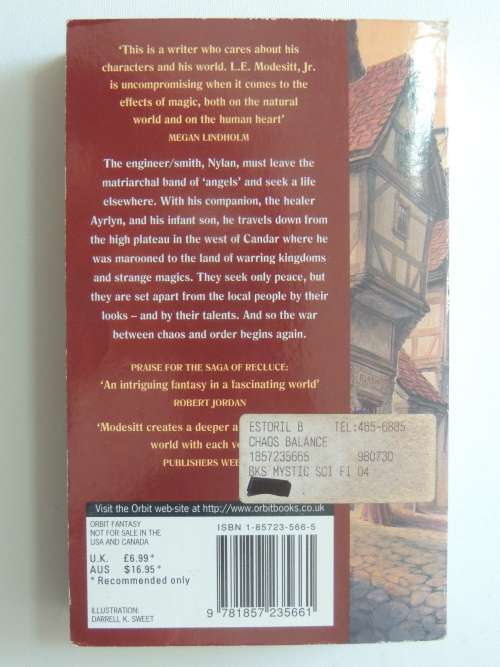 ‘This is a writer who cares about his
characters and his world. L.E. Modesitt, Jr.
is uncompromising when it comes to the
effects of magic, both on the natural
world and on the human heart’
MEGAN LINDHOLM
The engineer/smith, Nylan, must leave the
matriarchal band of ‘angels’ and seek a life
elsewhere. With his companion, the healer
Ayrlyn, and his infant son, he travels down from
the high plateau in the west of Candar where he
was marooned to the land of warring kingdoms
and strange magics. They seek only peace, but
they are set apart from the local people by their
looks – and by their talents. And so the war
between chaos and order begins again.
PRAISE FOR THE SAGA OF RECLUCE:
‘An intriguing fantasy in a fascinating world’
ROBERT JORDAN
‘Modesitt creates a deeper a
world with each
PUBLISHERS
ESTORIL B TEL:485-6885
CHAOS BALANCE
1857235665 980730
BKS MYSTIC SCI FI 04
Visit the Orbit web-site at http://www.orbitbooks.co.uk
ORBIT FANTASY
NOT FOR SALE IN THE
USA AND CANADA
U.K. £6.99*
AUS $16.95*
* Recommended only
ILLUSTRATION:
DARRELL K. SWEET
ISBN 1-85723-566-5
9 781857 235661